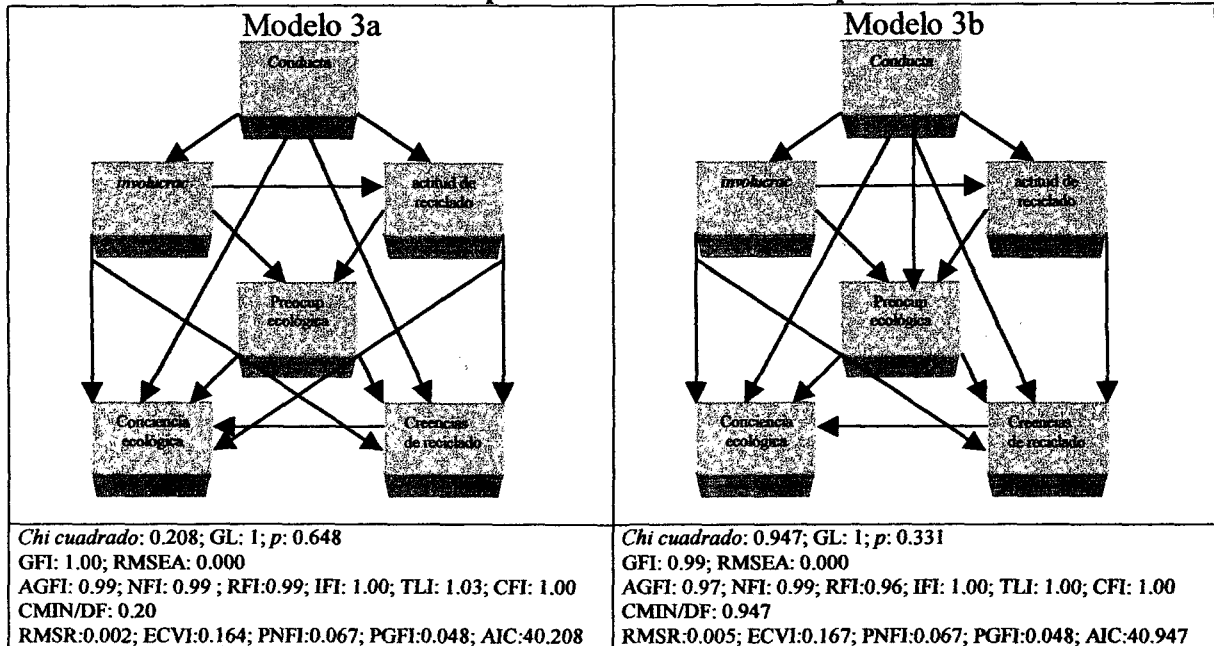 Modelo 3a
Conducta
involucrac
actitud de
reciclado
Preocup
ecológica
Conciencia
ecológica
Creencias
de reciclado
Chi cuadrado: 0.208; GL: 1; p: 0.648
GFI: 1.00; RMSEA: 0.000
AGFI: 0.99; NFI: 0.99 ; RFI:0.99; IFI: 1.00; TLI: 1.03; CFI: 1.00
CMIN/DF: 0.20
RMSR:0.002; ECVI:0.164; PNFI:0.067; PGFI:0.048; AIC:40.208
Modelo 3b
Conducta
involucrac
actitud de
reciclado
Preocup
ecológica
Conciencia
ecológica
Creencias
de reciclado
Chi cuadrado: 0.947; GL: 1; p: 0.331
GFI: 0.99; RMSEA: 0.000
AGFI: 0.97; NFI: 0.99; RFI:0.96; IFI: 1.00; TLI: 1.00; CFI: 1.00
CMIN/DF: 0.947
RMSR:0.005; ECVI:0.167; PNFI:0.067; PGFI:0.048; AIC:40.947